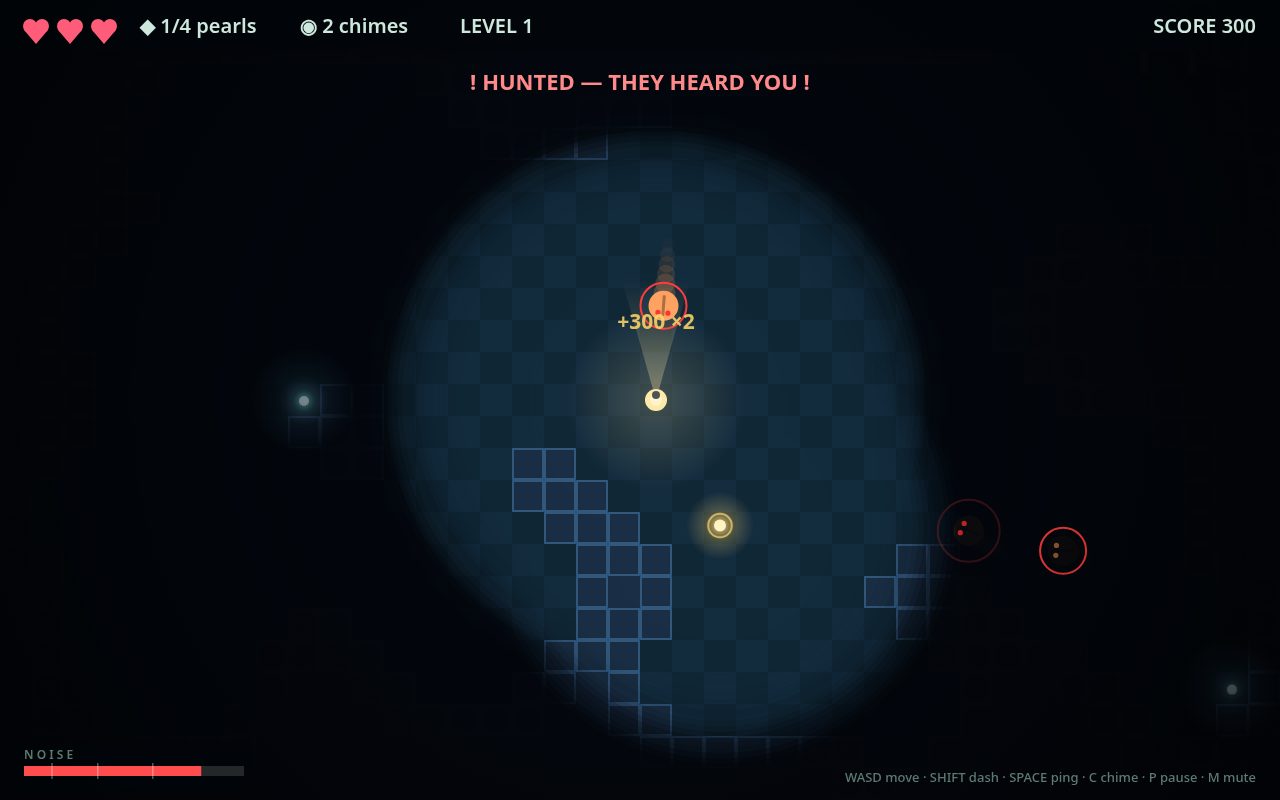 ◆ 1/4 pearls ◉ 2 chimes LEVEL 1 SCORE 300
! HUNTED — THEY HEARD YOU !
+300 ×2
NOISE
WASD move · SHIFT dash · SPACE ping · C chime · P pause · M mute